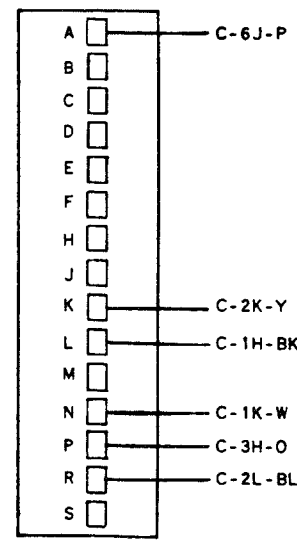 A C-6J-P
B
C
D
E
F
H
J
K C-2K-Y
L C-1H-BK
M
N C-1K-W
P C-3H-O
R C-2L-BL
S